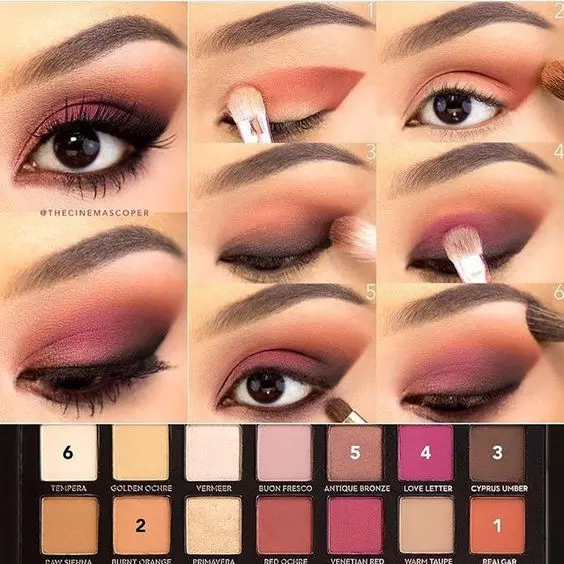 1
2
3
4
@THECINEMASCOPER
5
6
6
5
4
3
TEMPERA
GOLDEN OCHRE
VERMEER
BUON FRESCO
ANTIQUE BRONZE
LOVE LETTER
CYPRUS UMBER
2
1
RAW SIENNA
BURNT ORANGE
PRIMAVERA
RED OCHRE
VENETIAN RED
WARM TAUPE
REALGAR